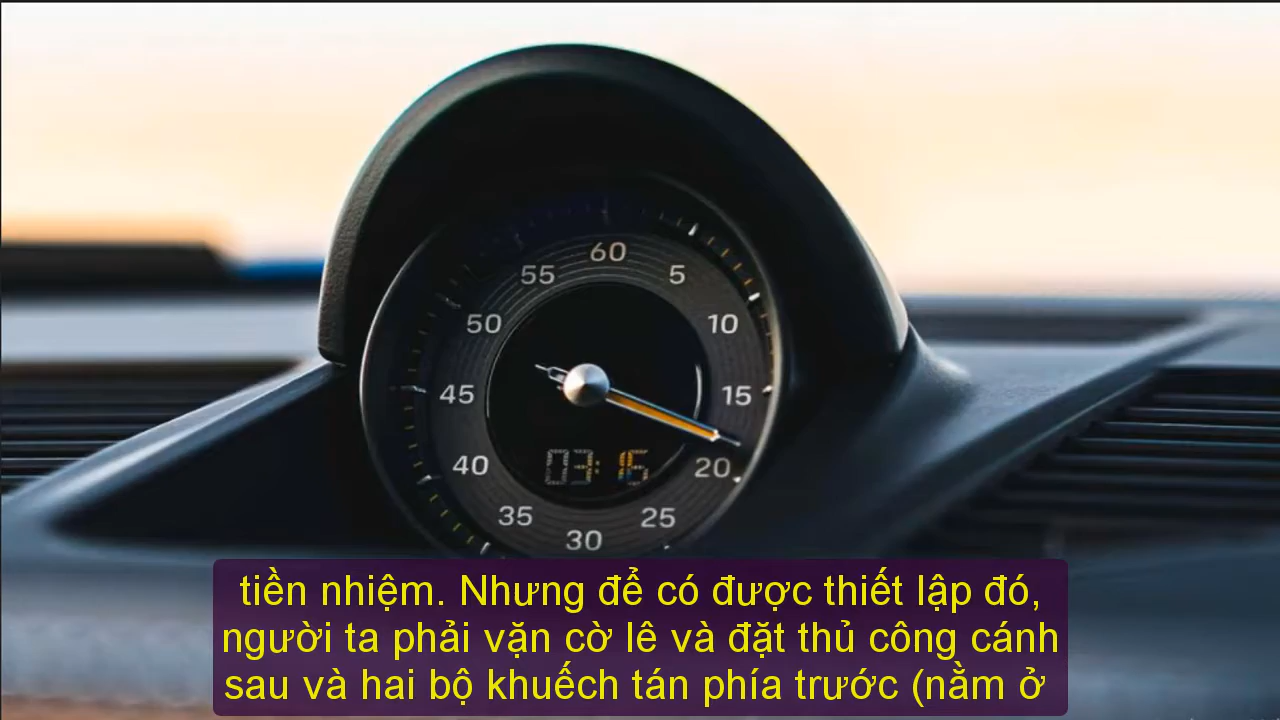 60
55 5
50 10
45 15
40 20
35 25
30
03:16
tiền nhiệm. Nhưng để có được thiết lập đó,
người ta phải vặn cờ lê và đặt thủ công cánh
sau và hai bộ khuếch tán phía trước (nằm ở